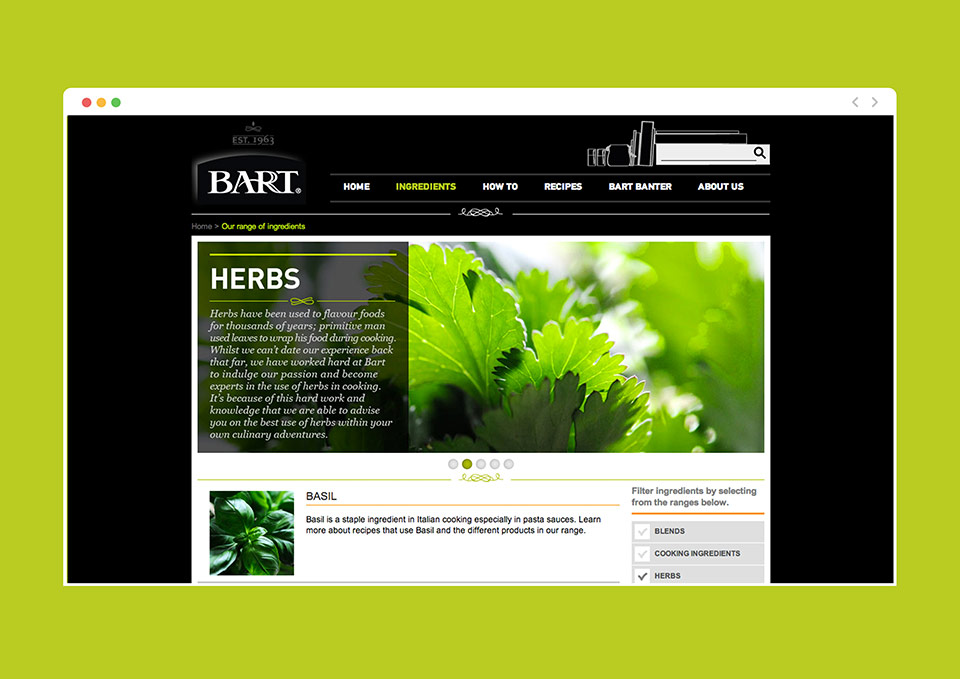 EST. 1963
BART®
HOME INGREDIENTS HOW TO RECIPES BART BANTER ABOUT US
Home > Our range of ingredients
HERBS
Herbs have been used to flavour foods
for thousands of years; primitive man
used leaves to wrap his food during cooking.
Whilst we can't date our experience back
that far, we have worked hard at Bart
to indulge our passion and become
experts in the use of herbs in cooking.
It's because of this hard work and
knowledge that we are able to advise
you on the best use of herbs within your
own culinary adventures.
BASIL
Basil is a staple ingredient in Italian cooking especially in pasta sauces. Learn
more about recipes that use Basil and the different products in our range.
Filter ingredients by selecting
from the ranges below.
BLENDS
COOKING INGREDIENTS
HERBS